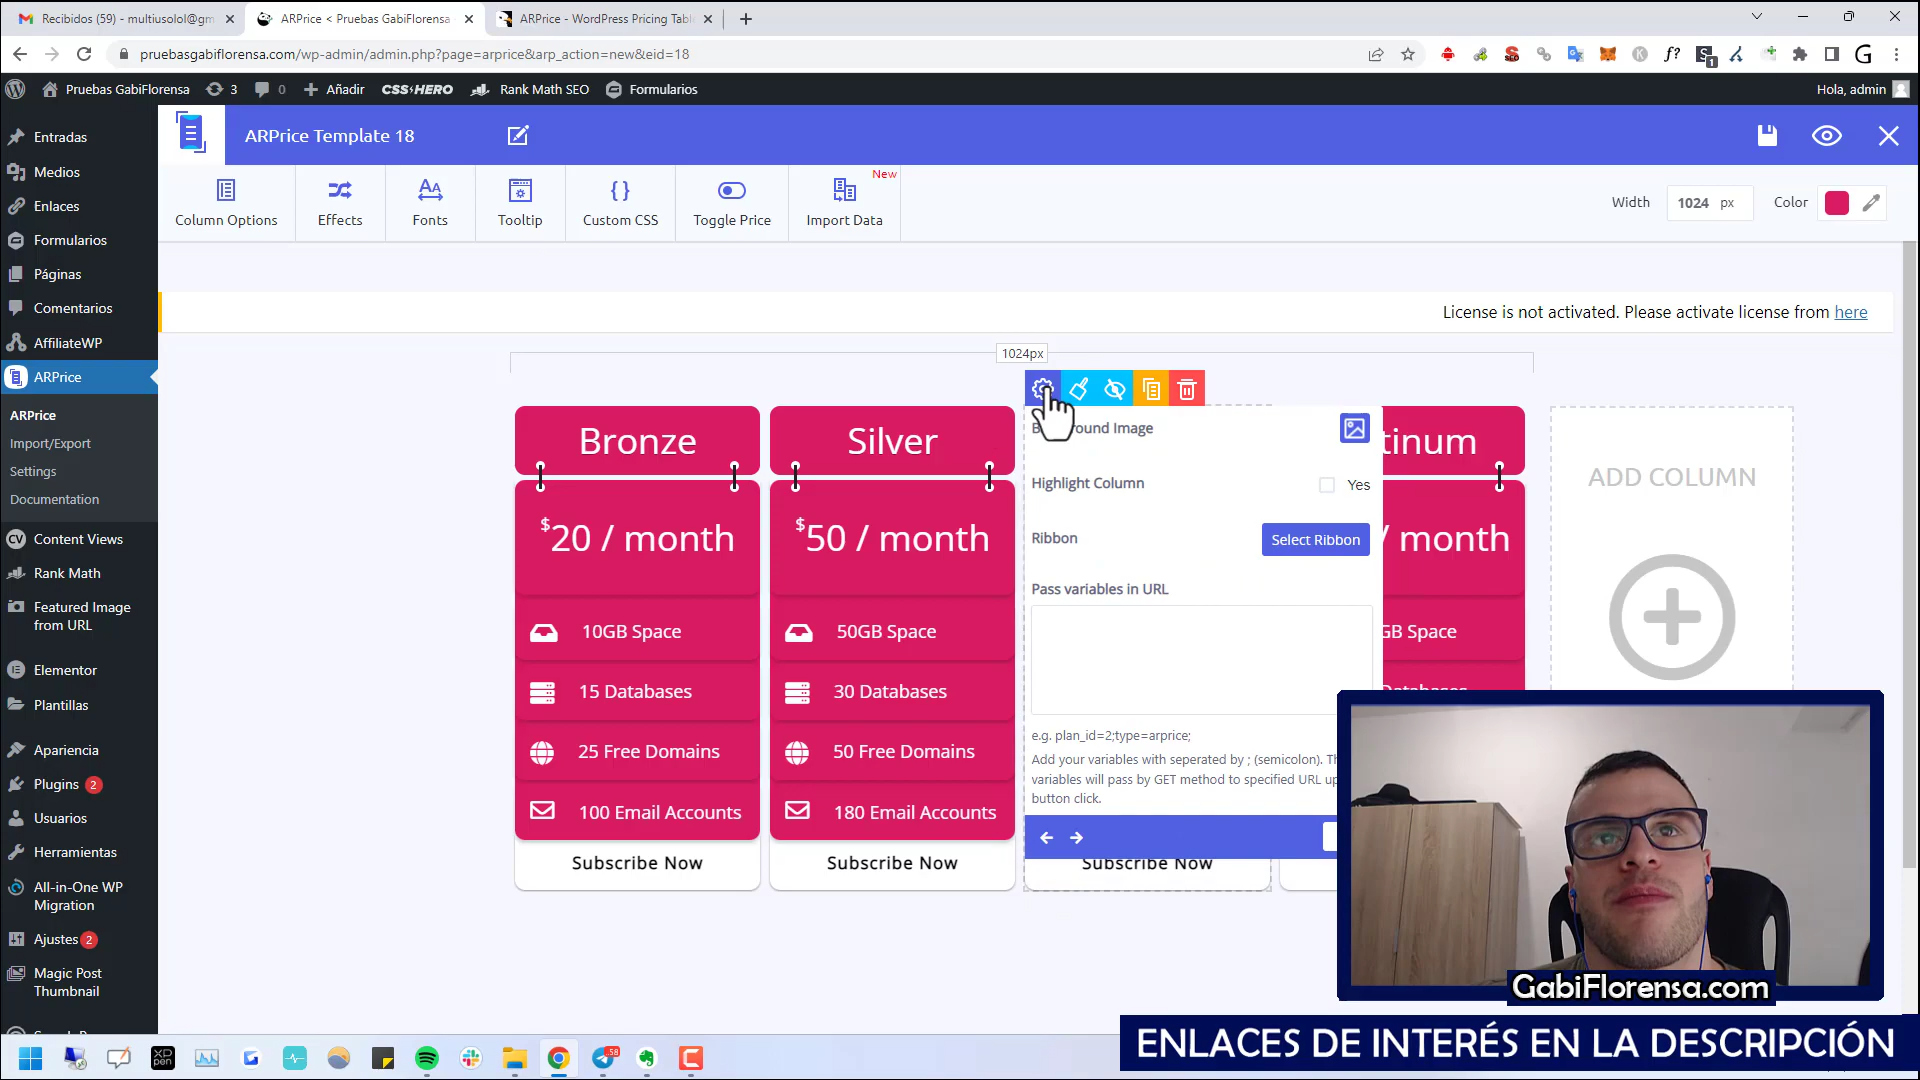 Recibidos (59) - multiusolol@gm
ARPrice < Pruebas GabiFlorensa
ARPrice - WordPress Pricing Tabl
pruebasgabiflorensa.com/wp-admin/admin.php?page=arprice&arp_action=new&eid=18
Pruebas GabiFlorensa
3
0
Añadir
CSS HERO
Rank Math SEO
Formularios
Hola, admin
Entradas
Medios
Enlaces
Formularios
Páginas
Comentarios
AffiliateWP
ARPrice
ARPrice
Import/Export
Settings
Documentation
Content Views
Rank Math
Featured Image
from URL
Elementor
Plantillas
Apariencia
Plugins 2
Usuarios
Herramientas
All-in-One WP
Migration
Ajustes 2
Magic Post
Thumbnail
ARPrice Template 18
Column Options
Effects
Fonts
Tooltip
Custom CSS
Toggle Price
New
Import Data
Width
1024 px
Color
License is not activated. Please activate license from here
1024px
Bronze
$20 / month
10GB Space
15 Databases
25 Free Domains
100 Email Accounts
Subscribe Now
Silver
$50 / month
50GB Space
30 Databases
50 Free Domains
180 Email Accounts
Subscribe Now
Highlight Column
Yes
Ribbon
Select Ribbon
Pass variables in URL
e.g. plan_id=2;type=arprice;
Add your variables with seperated by ; (semicolon). Th
variables will pass by GET method to specified URL up
button click.
Subscribe Now
tinum
/ month
GB Space
ADD COLUMN
GabiFlorensa.com
ENLACES DE INTERÉS EN LA DESCRIPCIÓN